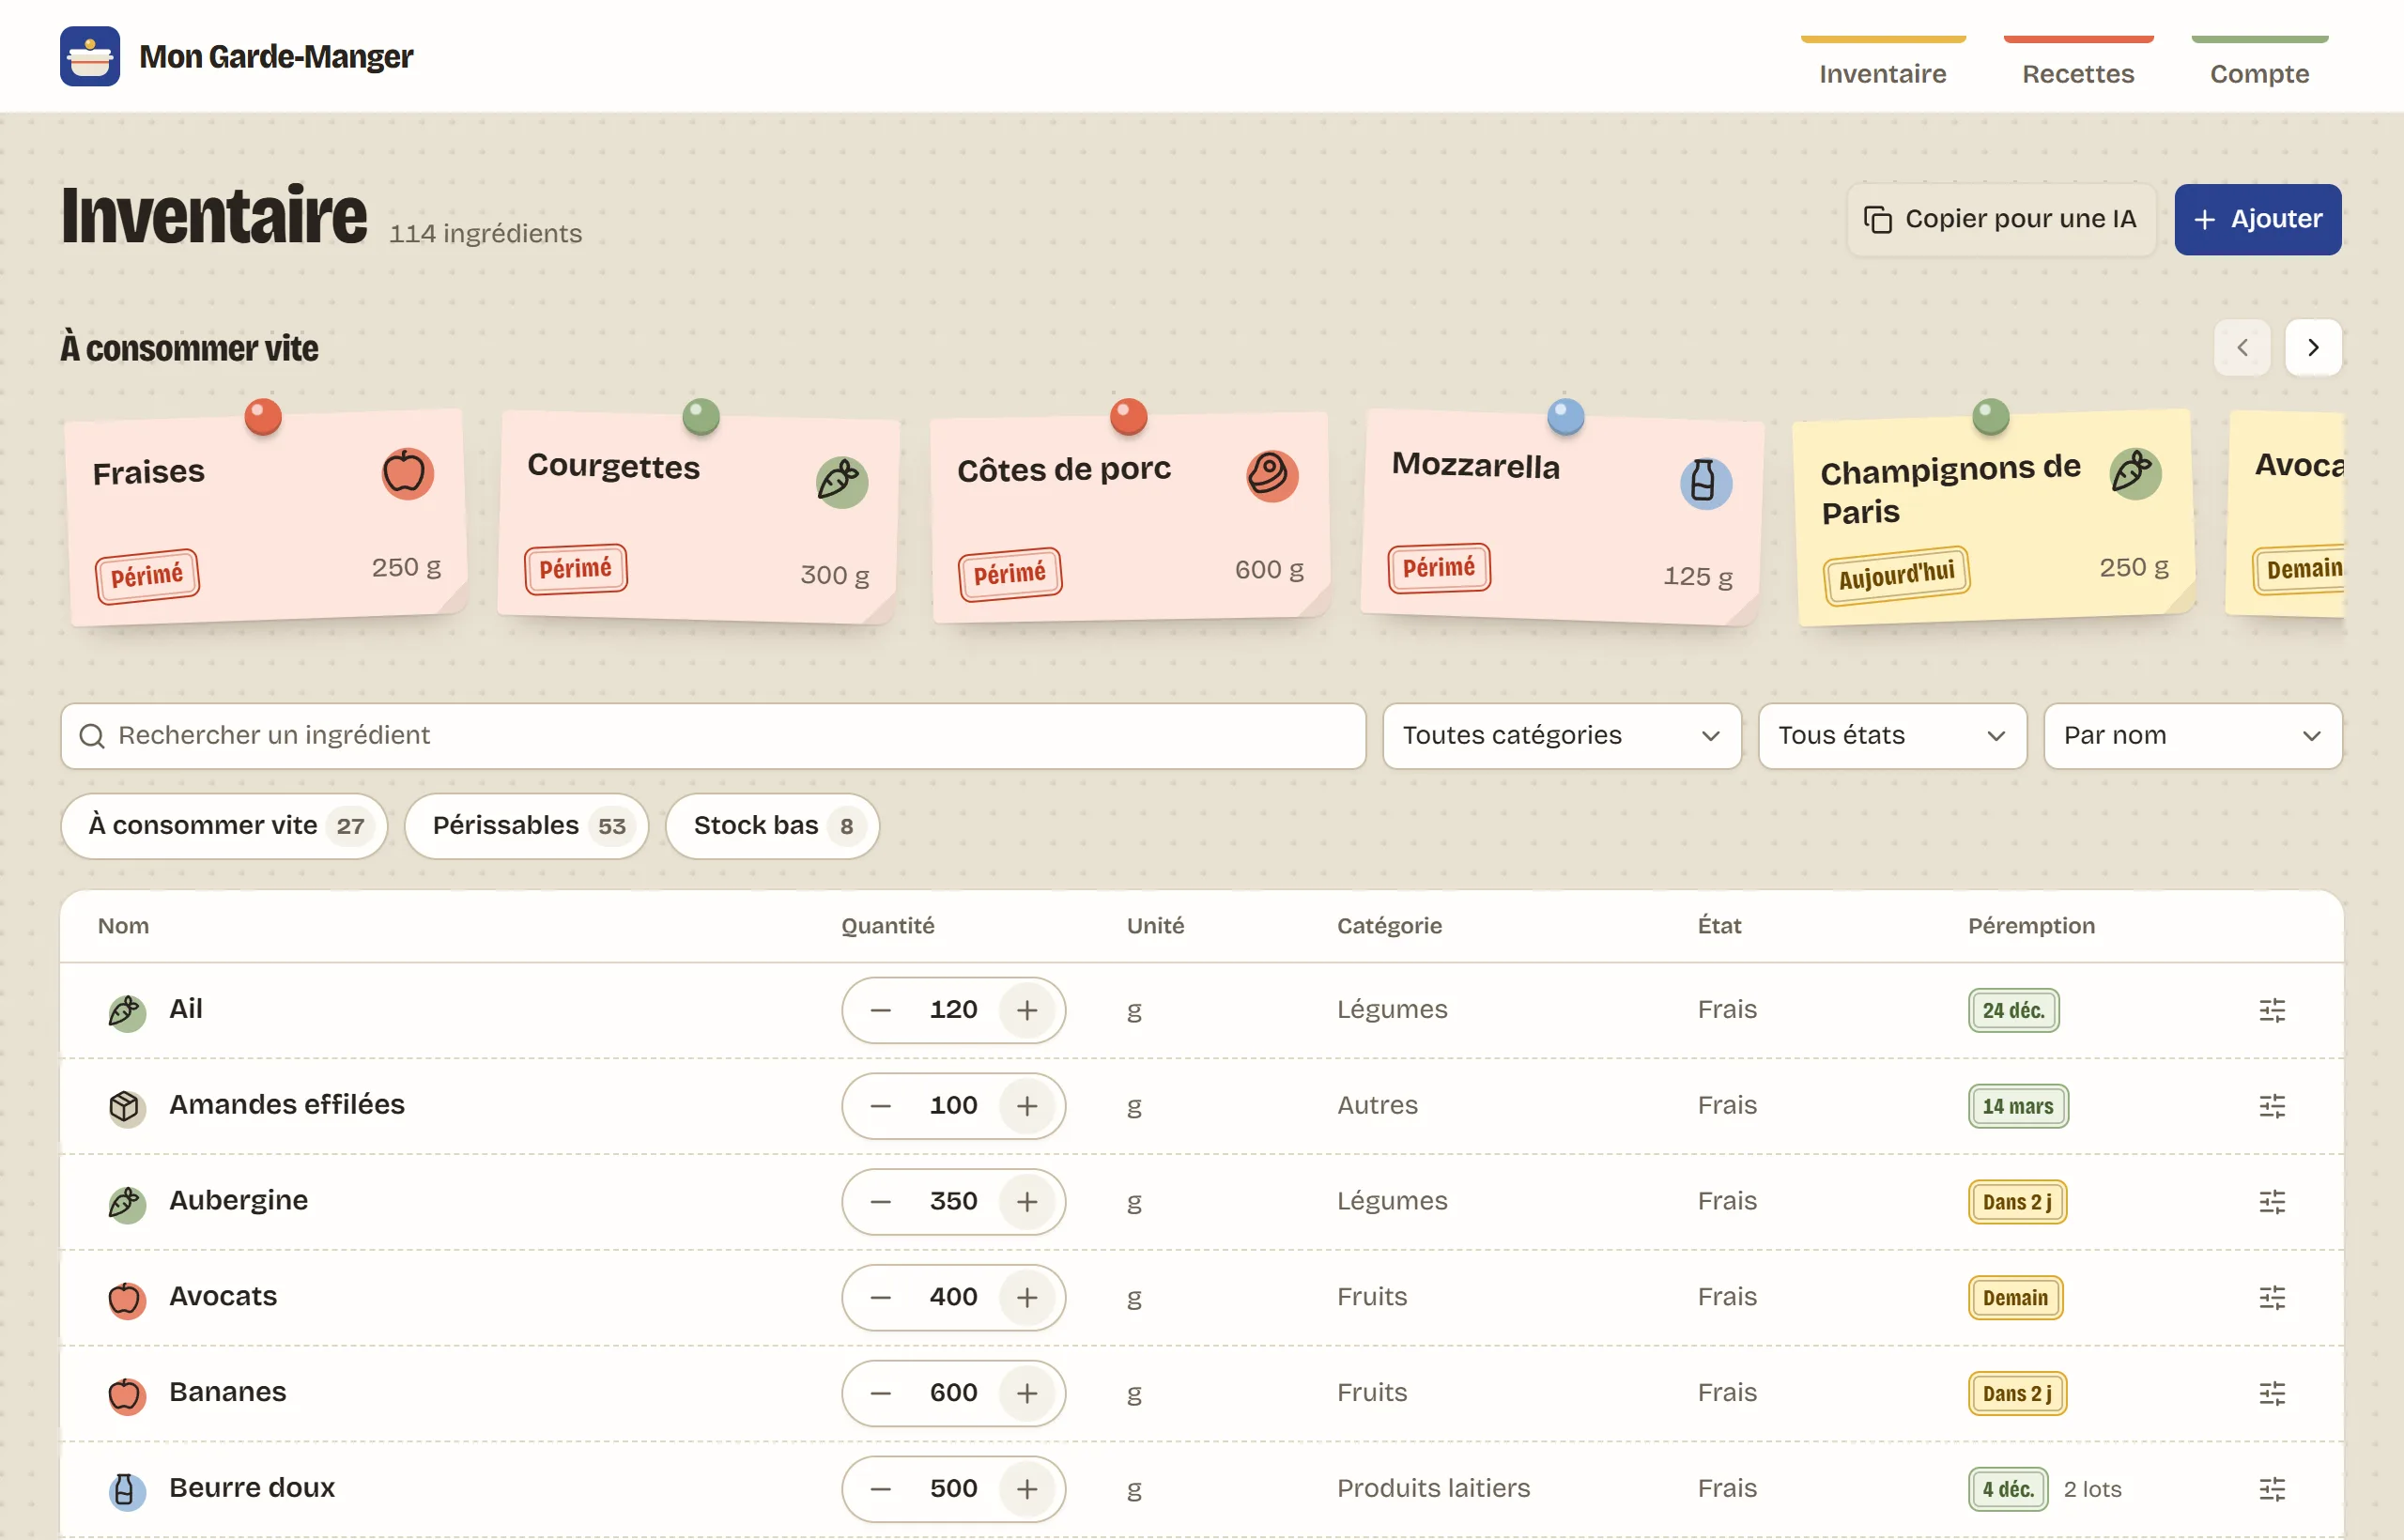 Mon Garde-Manger
Inventaire
Recettes
Compte
Inventaire
114 ingrédients
Copier pour une IA
Ajouter
À consommer vite
Fraises
Périmé
250 g
Courgettes
Périmé
300 g
Côtes de porc
Périmé
600 g
Mozzarella
Périmé
125 g
Champignons de
Paris
Aujourd'hui
250 g
Avoca
Demain
Rechercher un ingrédient
Toutes catégories
Tous états
Par nom
À consommer vite 27
Périssables 53
Stock bas 8
Nom Quantité Unité Catégorie État Péremption
Ail 120 g Légumes Frais 24 déc.
Amandes effilées 100 g Autres Frais 14 mars
Aubergine 350 g Légumes Frais Dans 2 j
Avocats 400 g Fruits Frais Demain
Bananes 600 g Fruits Frais Dans 2 j
Beurre doux 500 g Produits laitiers Frais 4 déc. 2 lots